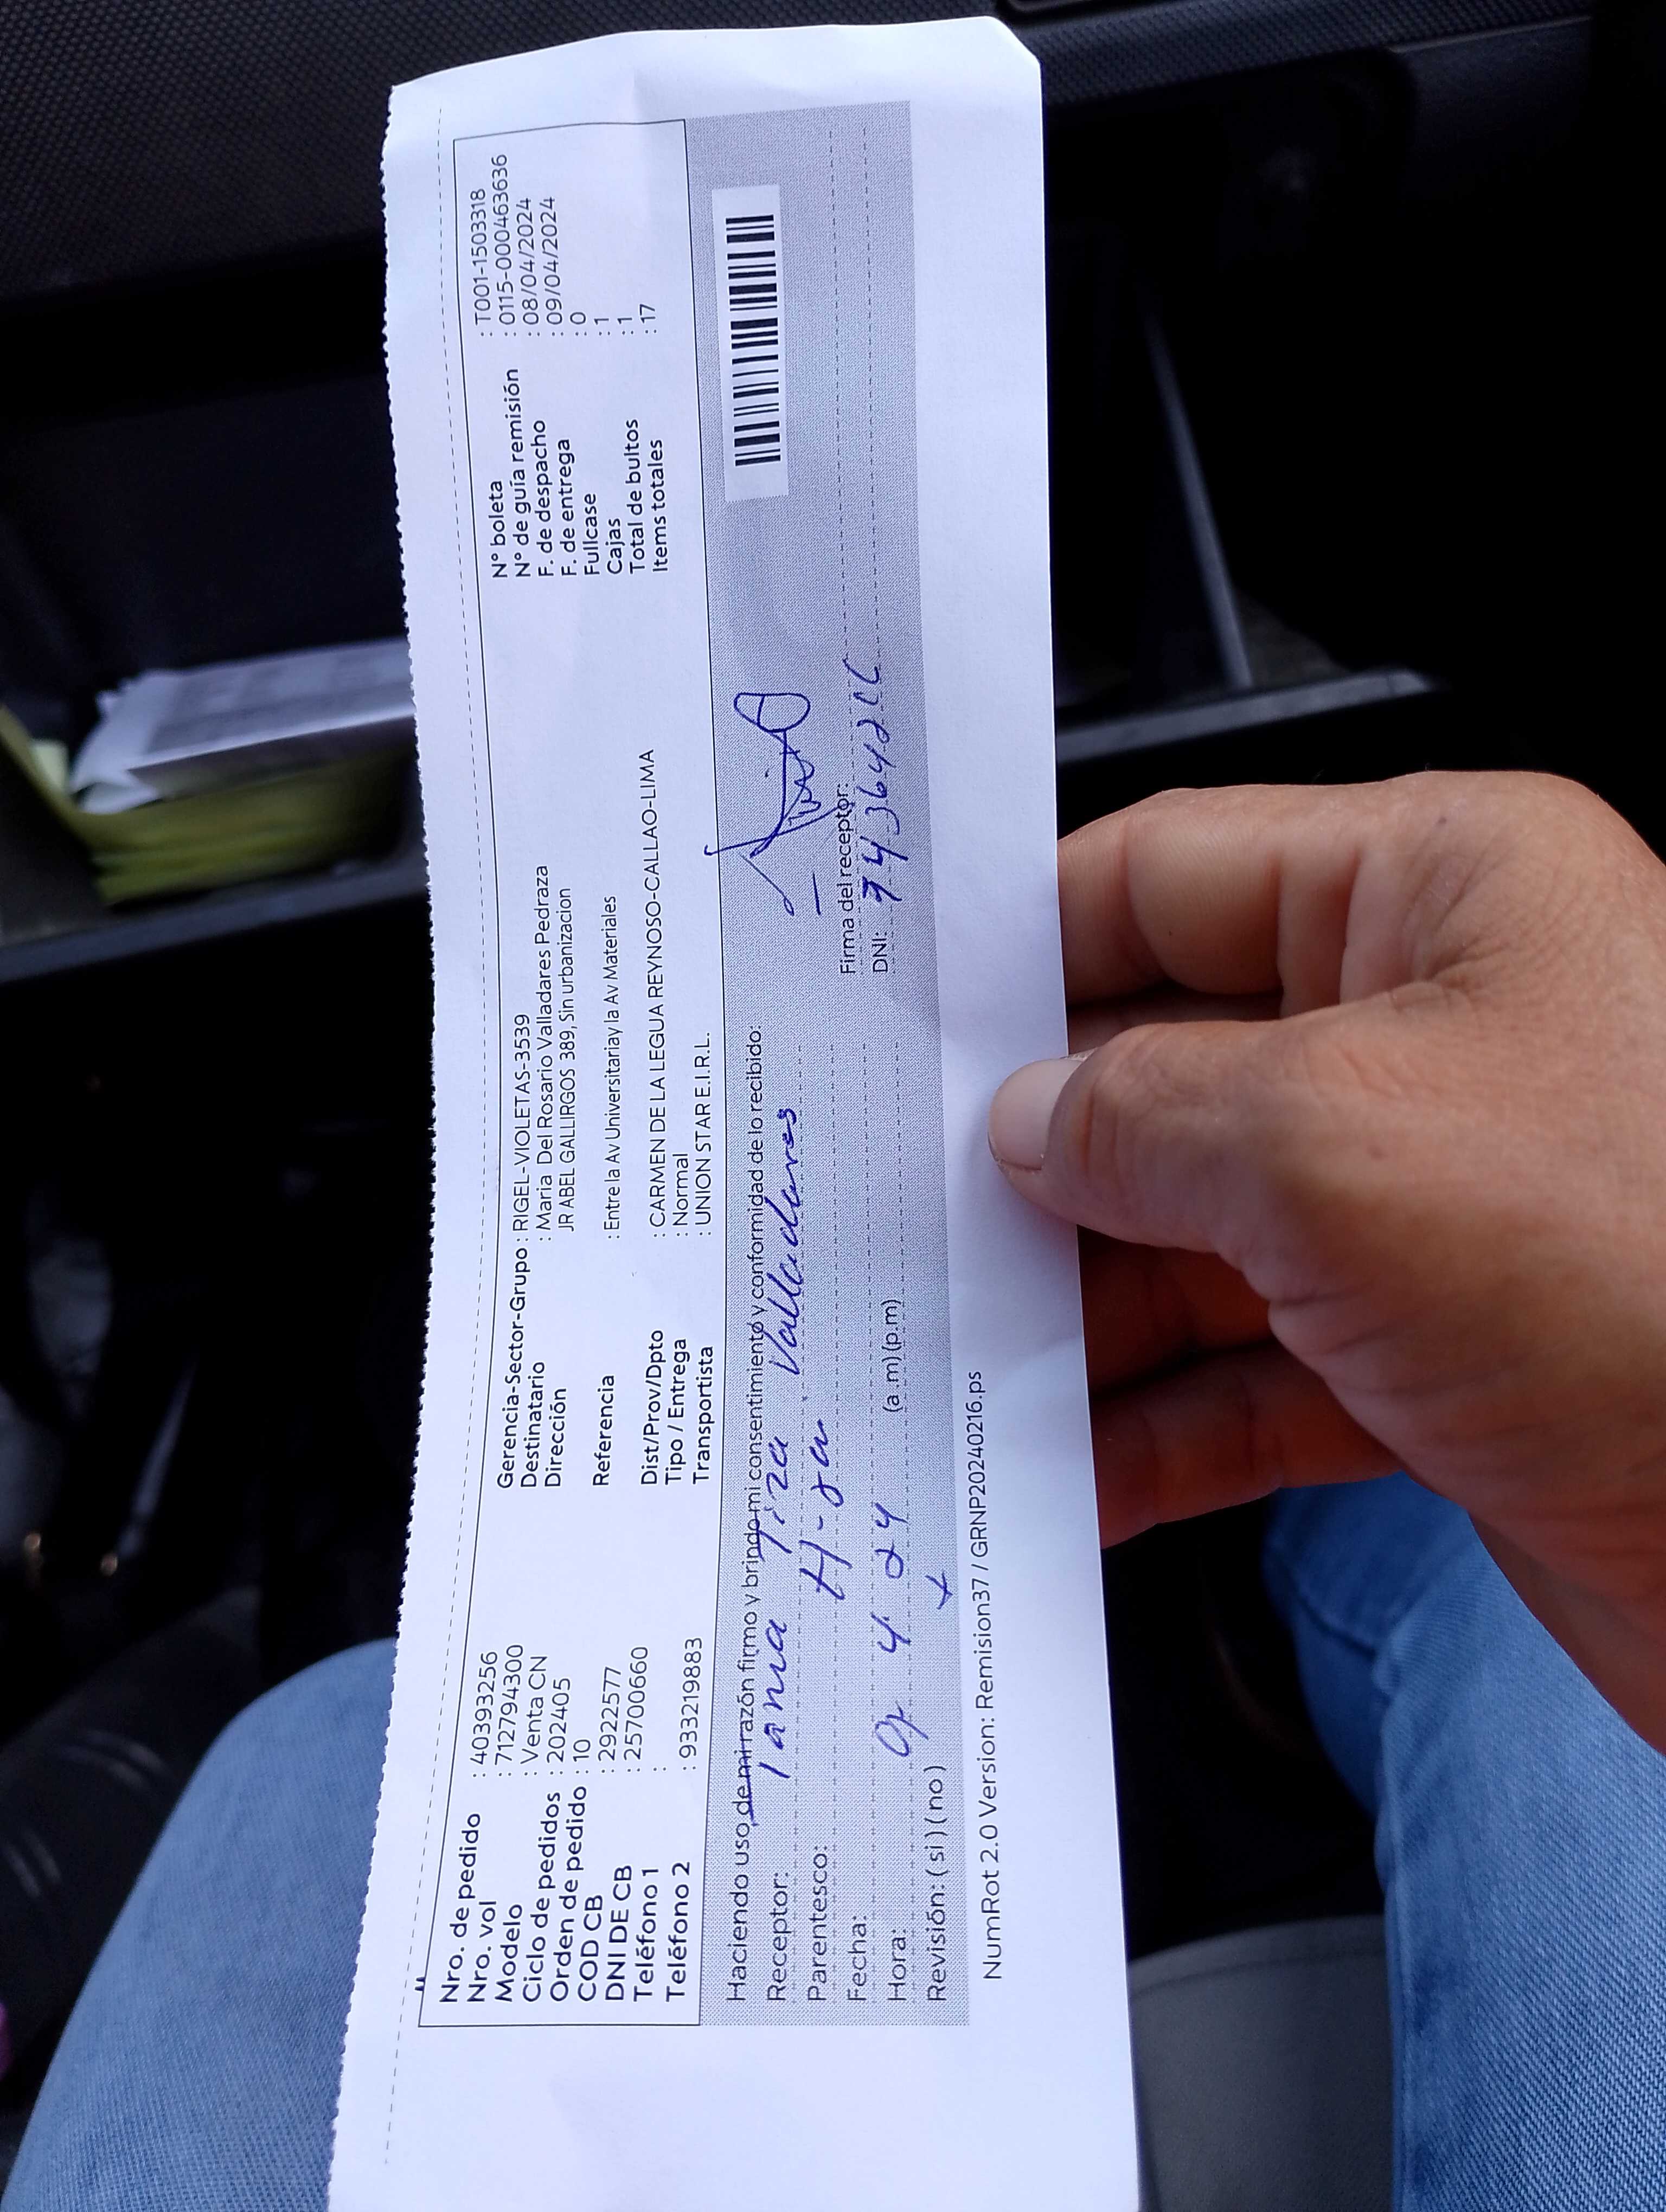 Nro. de pedido : 40393256
Nro. vol : 712794300
Modelo : Venta CN
Ciclo de pedidos : 202405
Orden de pedido : 10
COD CB : 2922577
DNI DE CB : 25700660
Teléfono 1 :
Teléfono 2 : 933219883
Gerencia-Sector-Grupo : RIGEL-VIOLETAS-3539
Destinatario : Maria Del Rosario Valladares Pedraza
Dirección JR ABEL GALLIRGOS 389, Sin urbanizacion
Referencia : Entre la Av Universitaria y la Av Materiales
Dist/Prov/Dpto : CARMEN DE LA LEGUA REYNOSO-CALLAO-LIMA
Tipo / Entrega : Normal
Transportista : UNION STAR E.I.R.L.
N° boleta : T001-1503318
N° de guía remisión : 0115-000463636
F. de despacho : 08/04/2024
F. de entrega : 09/04/2024
Fullcase : 0
Cajas : 1
Total de bultos : 1
Items totales : 17
Haciendo uso de mi razón firmo y brindo mi consentimiento y conformidad de lo recibido:
Receptor: Valladares
Parentesco:
Fecha: 4 24
Hora: (a.m) (p.m)
Revisión: (si) (no)
Firma del receptor:
DNI:
NumRot 2.0 Version: Remision37 / GRNP20240216.ps